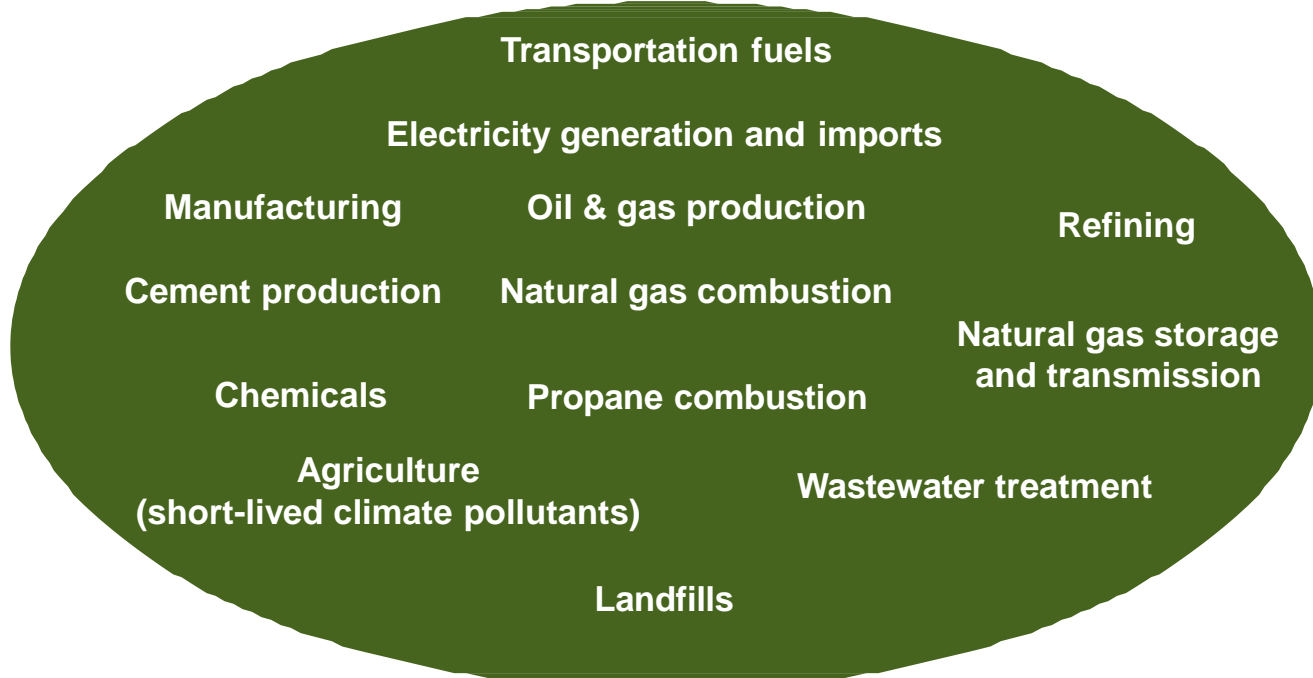 Transportation fuels
Electricity generation and imports
Manufacturing
Oil & gas production
Refining
Cement production
Natural gas combustion
Natural gas storage
and transmission
Chemicals
Propane combustion
Agriculture
(short-lived climate pollutants)
Wastewater treatment
Landfills